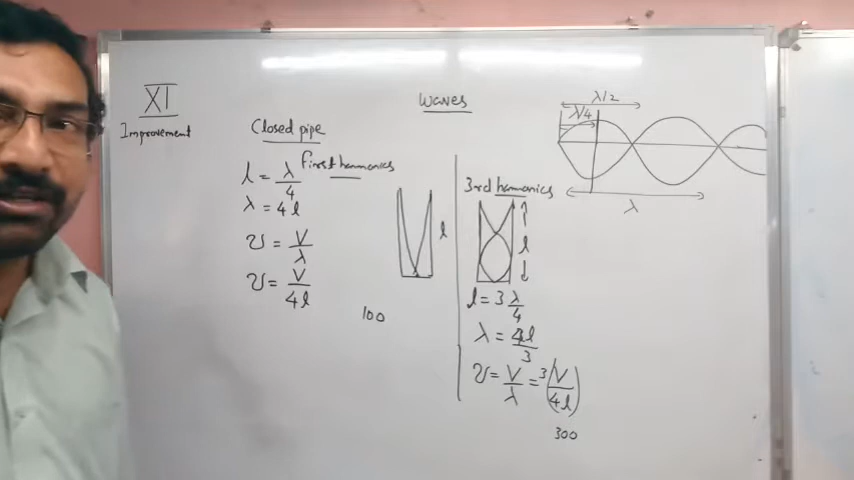 XI
Improvement
Waves
Closed pipe
First harmonics
l = λ/4
λ = 4l
υ = V/λ
υ = V/4l
l
100
3rd harmonics
l
l = 3 λ/4
λ = 4l/3
υ = V/λ = 3(V/4l)
300
λ/2
λ/4
λ